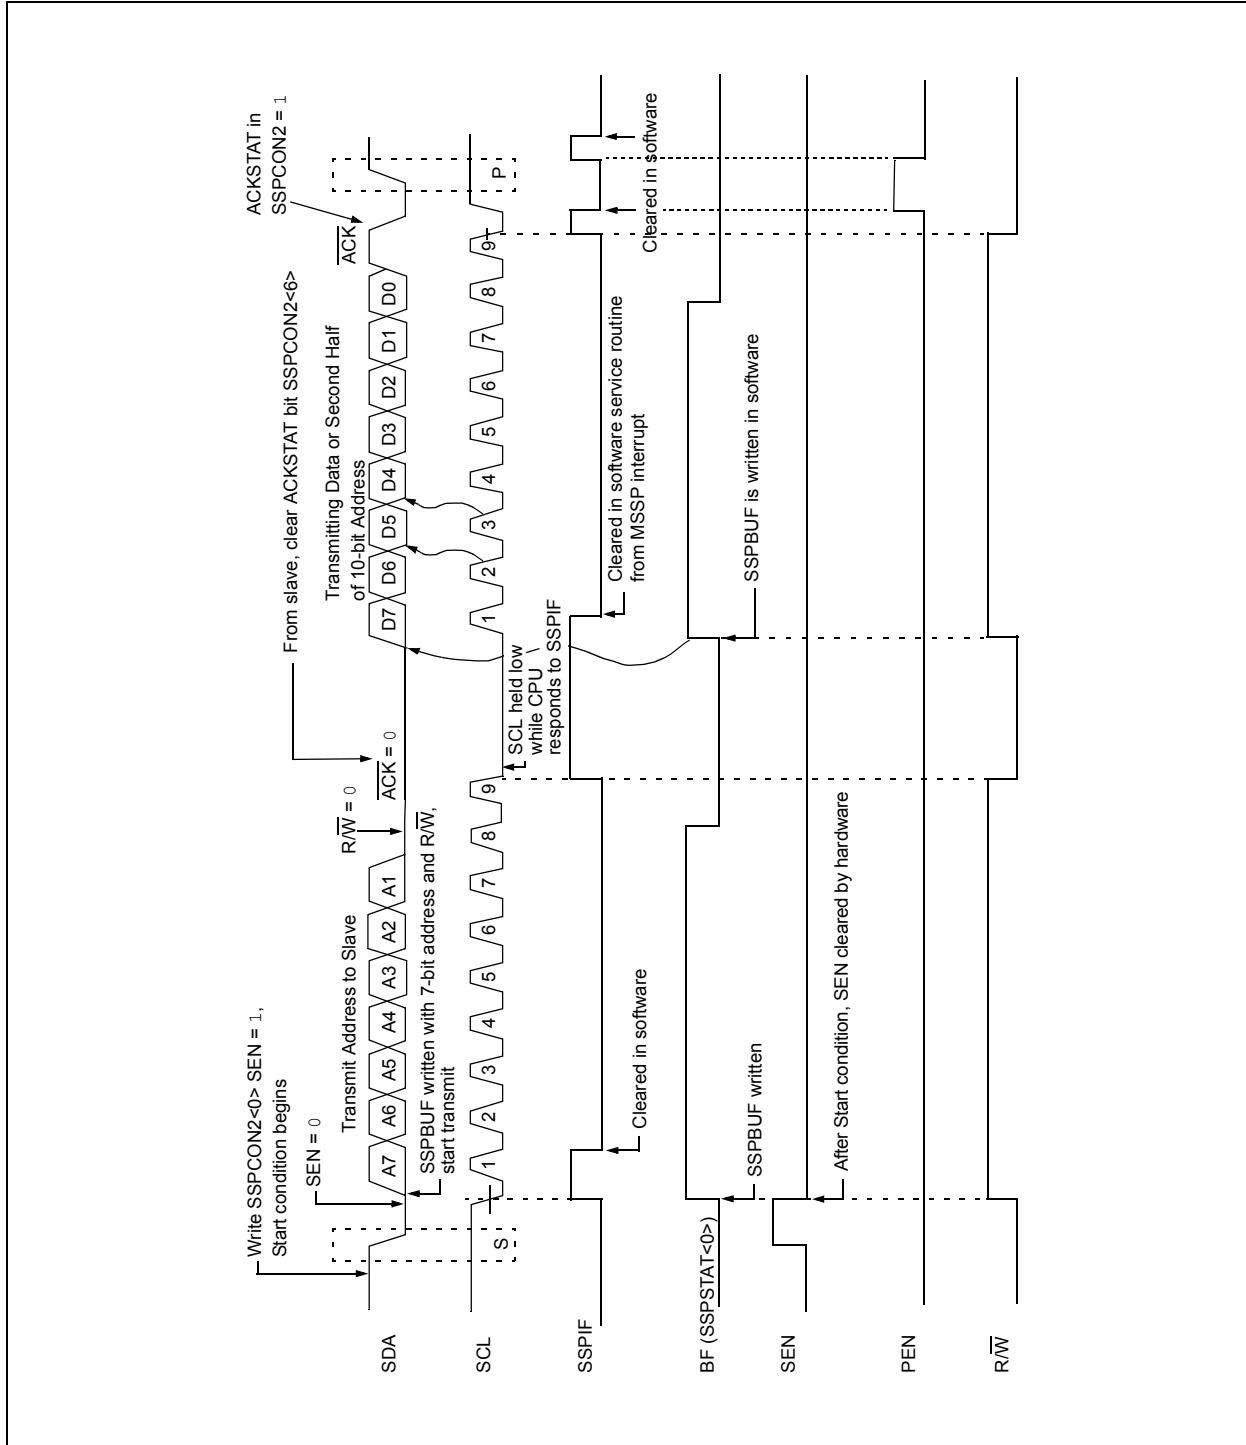 Write SSPCON2<0> SEN = 1,
Start condition begins
SEN = 0
Transmit Address to Slave
R/W = 0
From slave, clear ACKSTAT bit SSPCON2<6>
ACK = 0
Transmitting Data or Second Half
of 10-bit Address
ACKSTAT in
SSPCON2 = 1
ACK
SDA
A7 A6 A5 A4 A3 A2 A1
D7 D6 D5 D4 D3 D2 D1 D0
SSPBUF written with 7-bit address and R/W,
start transmit
SCL
S
1 2 3 4 5 6 7 8 9
1 2 3 4 5 6 7 8 9
P
SCL held low
while CPU
responds to SSPIF
SSPIF
Cleared in software
Cleared in software service routine
from MSSP interrupt
Cleared in software
BF (SSPSTAT<0>)
SSPBUF written
SSPBUF is written in software
SEN
After Start condition, SEN cleared by hardware
PEN
R/W